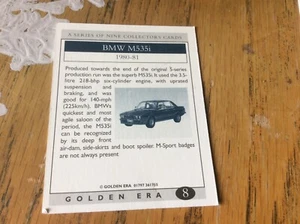 A SERIES OF NINE COLLECTORS CARDS
BMW M535i
1980-81
Produced towards the end of the original 5-series
production run was the superb M535i. It used the 3.5-
litre 218-bhp six-cylinder engine, with uprated
suspension and
braking, and was
good for 140-mph
(225km/h). BMWs
quickest and most
agile saloon of the
period, the M535i
can be recognized
by its deep front
air-dam, side-skirts and boot spoiler. M-Sport badges
are not always present
© GOLDEN ERA 01797 361703
GOLDEN ERA 8